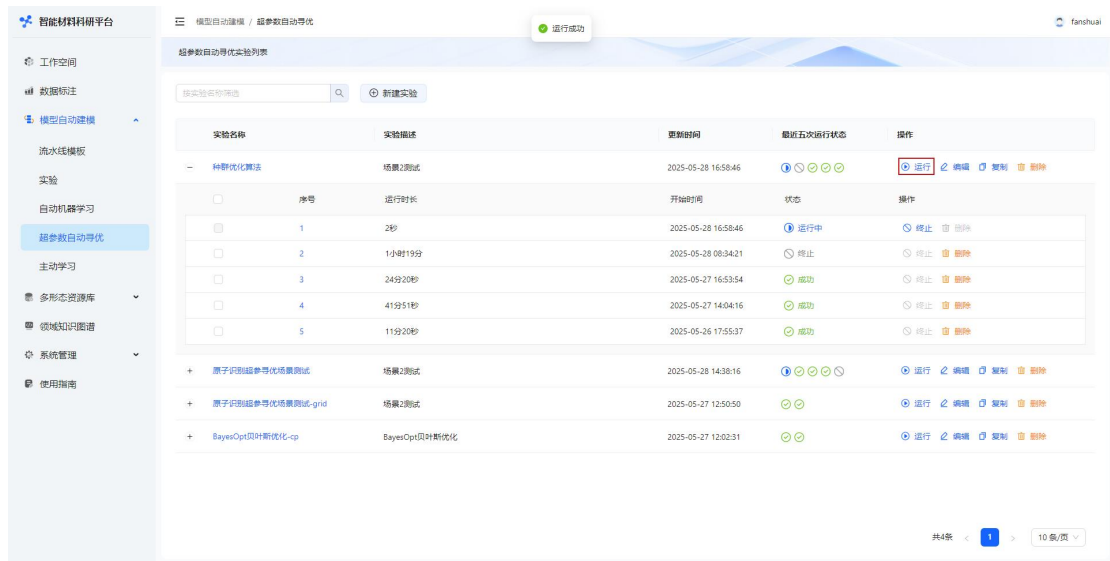 智能材料科研平台
模型自动建模 / 超参数自动寻优
运行成功
fanshuai
超参数自动寻优实验列表
工作空间
数据标注
模型自动建模
流水线模板
实验
自动机器学习
超参数自动寻优
主动学习
多形态资源库
领域知识图谱
系统管理
使用指南
按实验名称筛选
新建实验
实验名称 实验描述 更新时间 最近五次运行状态 操作
种群优化算法 场景2测试 2025-05-28 16:58:46 运行 编辑 复制 删除
序号 运行时长 开始时间 状态 操作
1 2秒 2025-05-28 16:58:46 运行中 终止 删除
2 1小时19分 2025-05-28 08:34:21 终止 终止 删除
3 24分20秒 2025-05-27 16:53:54 成功 终止 删除
4 41分51秒 2025-05-27 14:04:16 成功 终止 删除
5 11分20秒 2025-05-26 17:55:37 成功 终止 删除
原子识别超参寻优场景测试 场景2测试 2025-05-28 14:38:16 运行 编辑 复制 删除
原子识别超参寻优场景测试-grid 场景2测试 2025-05-27 12:50:50 运行 编辑 复制 删除
BayesOpt贝叶斯优化-cp BayesOpt贝叶斯优化 2025-05-27 12:02:31 运行 编辑 复制 删除
共4条 < 1 > 10 条/页